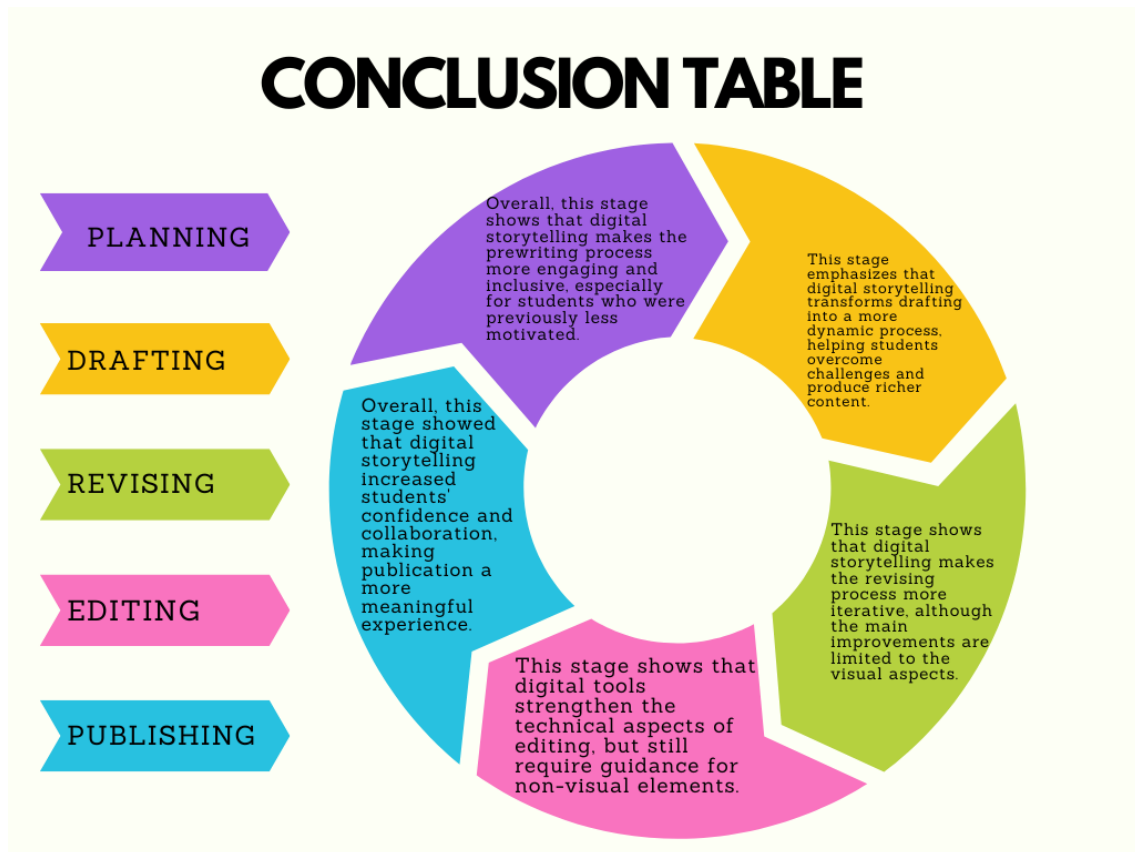 CONCLUSION TABLE
PLANNING
DRAFTING
REVISING
EDITING
PUBLISHING
Overall, this stage
shows that digital
storytelling makes the
prewriting process
more engaging and
inclusive, especially
for students who were
previously less
motivated.
This stage
emphasizes that
digital storytelling
transforms drafting
into a more
dynamic process,
helping students
overcome
challenges and
produce richer
content.
This stage shows
that digital
storytelling makes
the revising
process more
iterative, although
the main
improvements are
limited to the
visual aspects.
This stage shows that
digital tools
strengthen the
technical aspects of
editing, but still
require guidance for
non-visual elements.
Overall, this
stage showed
that digital
storytelling
increased
students'
confidence and
collaboration,
making
publication a
more
meaningful
experience.